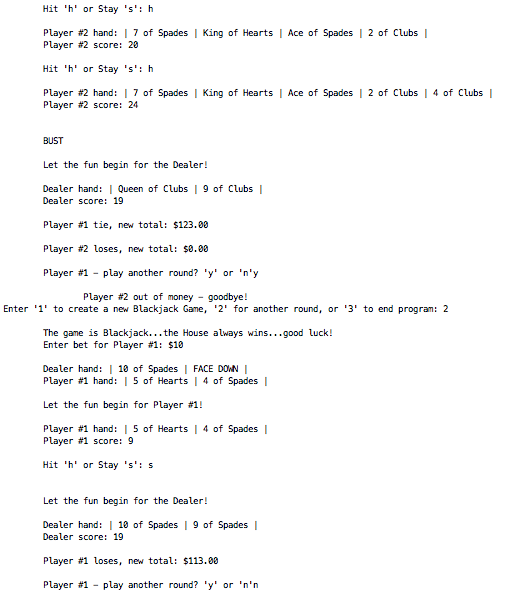 Hit 'h' or Stay 's': h
Player #2 hand: | 7 of Spades | King of Hearts | Ace of Spades | 2 of Clubs |
Player #2 score: 20
Hit 'h' or Stay 's': h
Player #2 hand: | 7 of Spades | King of Hearts | Ace of Spades | 2 of Clubs | 4 of Clubs |
Player #2 score: 24
BUST
Let the fun begin for the Dealer!
Dealer hand: | Queen of Clubs | 9 of Clubs |
Dealer score: 19
Player #1 tie, new total: $123.00
Player #2 loses, new total: $0.00
Player #1 – play another round? 'y' or 'n'y
Player #2 out of money – goodbye!
Enter '1' to create a new Blackjack Game, '2' for another round, or '3' to end program: 2
The game is Blackjack...the House always wins...good luck!
Enter bet for Player #1: $10
Dealer hand: | 10 of Spades | FACE DOWN |
Player #1 hand: | 5 of Hearts | 4 of Spades |
Let the fun begin for Player #1!
Player #1 hand: | 5 of Hearts | 4 of Spades |
Player #1 score: 9
Hit 'h' or Stay 's': s
Let the fun begin for the Dealer!
Dealer hand: | 10 of Spades | 9 of Spades |
Dealer score: 19
Player #1 loses, new total: $113.00
Player #1 – play another round? 'y' or 'n'n